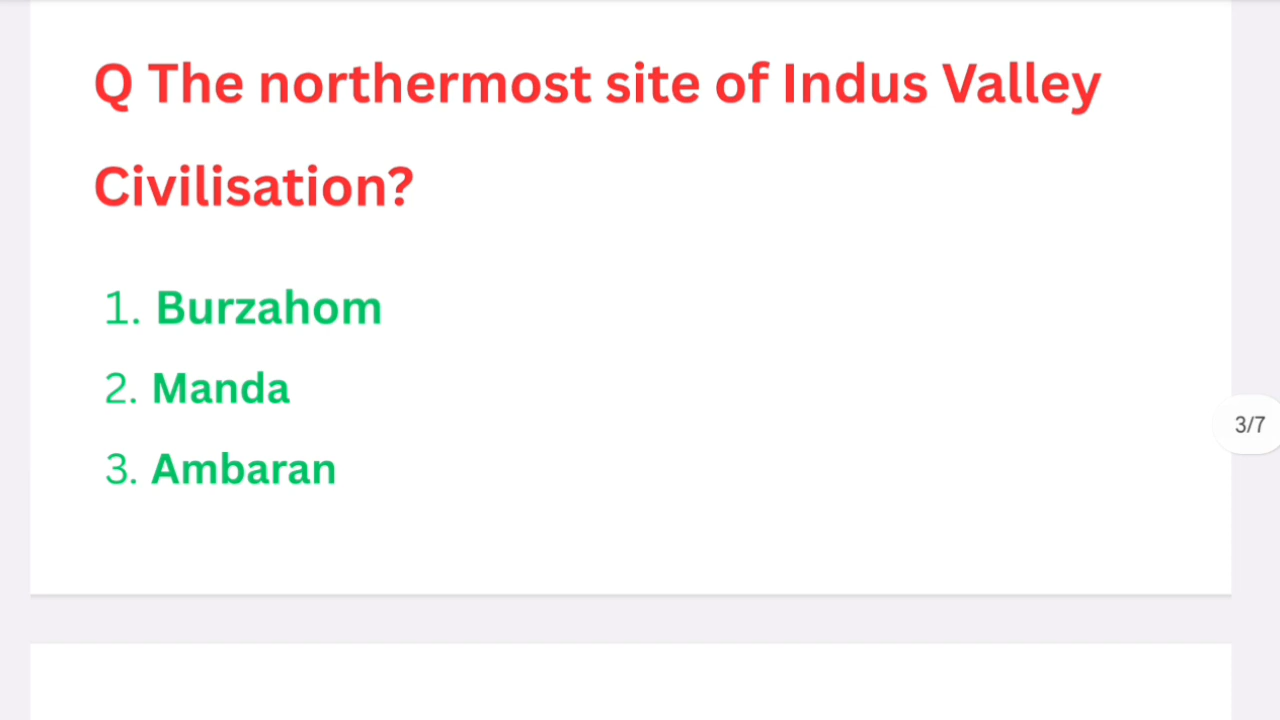 Q The northermost site of Indus Valley
Civilisation?
1. Burzahom
2. Manda
3/7
3. Ambaran